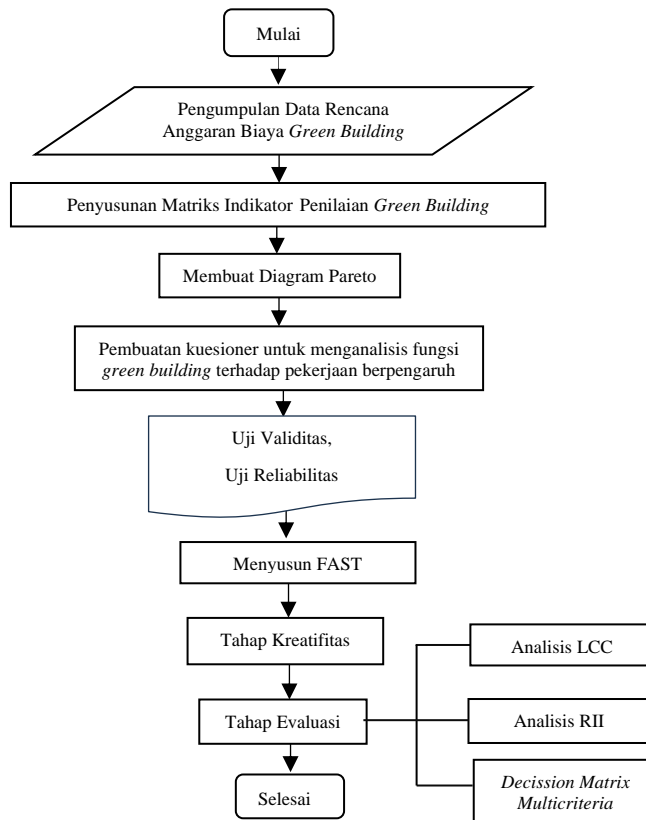 Mulai
Pengumpulan Data Rencana
Anggaran Biaya Green Building
Penyusunan Matriks Indikator Penilaian Green Building
Membuat Diagram Pareto
Pembuatan kuesioner untuk menganalisis fungsi
green building terhadap pekerjaan berpengaruh
Uji Validitas,
Uji Reliabilitas
Menyusun FAST
Tahap Kreatifitas
Tahap Evaluasi
Selesai
Analisis LCC
Analisis RII
Decission Matrix
Multicriteria